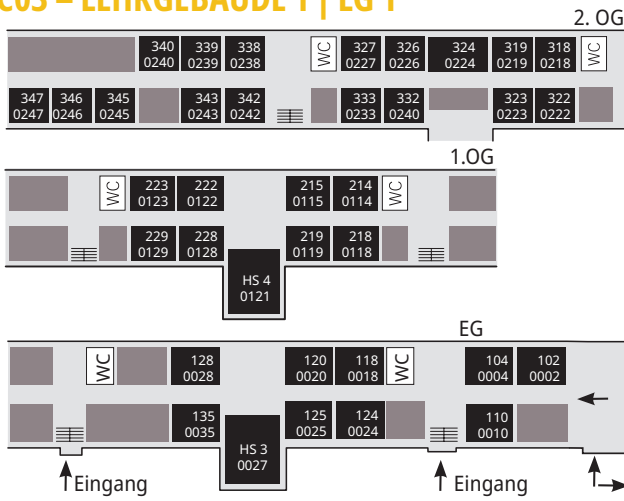 C03 – LEHRGEBÄUDE 1 | EG 1
2. OG
340 339 338 WC 327 326 324 319 318 WC
0240 0239 0238 0227 0226 0224 0219 0218
347 346 345 343 342 333 332 323 322
0247 0246 0245 0243 0242 0233 0240 0223 0222
1.OG
WC 223 222 215 214 WC
0123 0122 0115 0114
229 228 219 218
0129 0128 0119 0118
HS 4
0121
EG
WC 128 120 118 WC 104 102
0028 0020 0018 0004 0002
135 125 124 110
0035 0025 0024 0010
HS 3
0027
Eingang Eingang